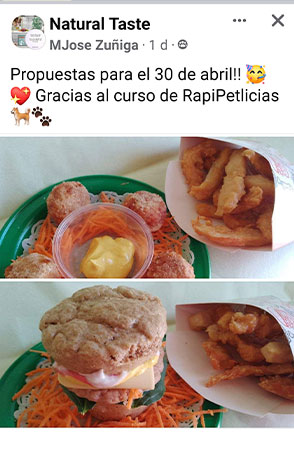 Natural Taste
MJose Zuñiga · 1 d ·
Propuestas para el 30 de abril!! 🥳
💖 Gracias al curso de RapiPetlicias
🐕🐾